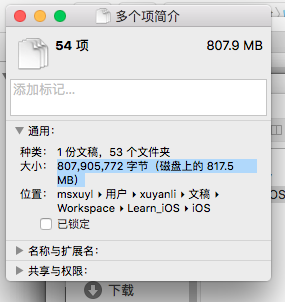 多个项简介
54 项
807.9 MB
添加标记...
通用:
种类: 1 份文稿, 53 个文件夹
大小: 807,905,772 字节（磁盘上的 817.5
MB）
位置: msxuyl ▸ 用户 ▸ xuyanli ▸ 文稿 ▸
Workspace ▸ Learn_iOS ▸ iOS
已锁定
名称与扩展名:
共享与权限:
下载